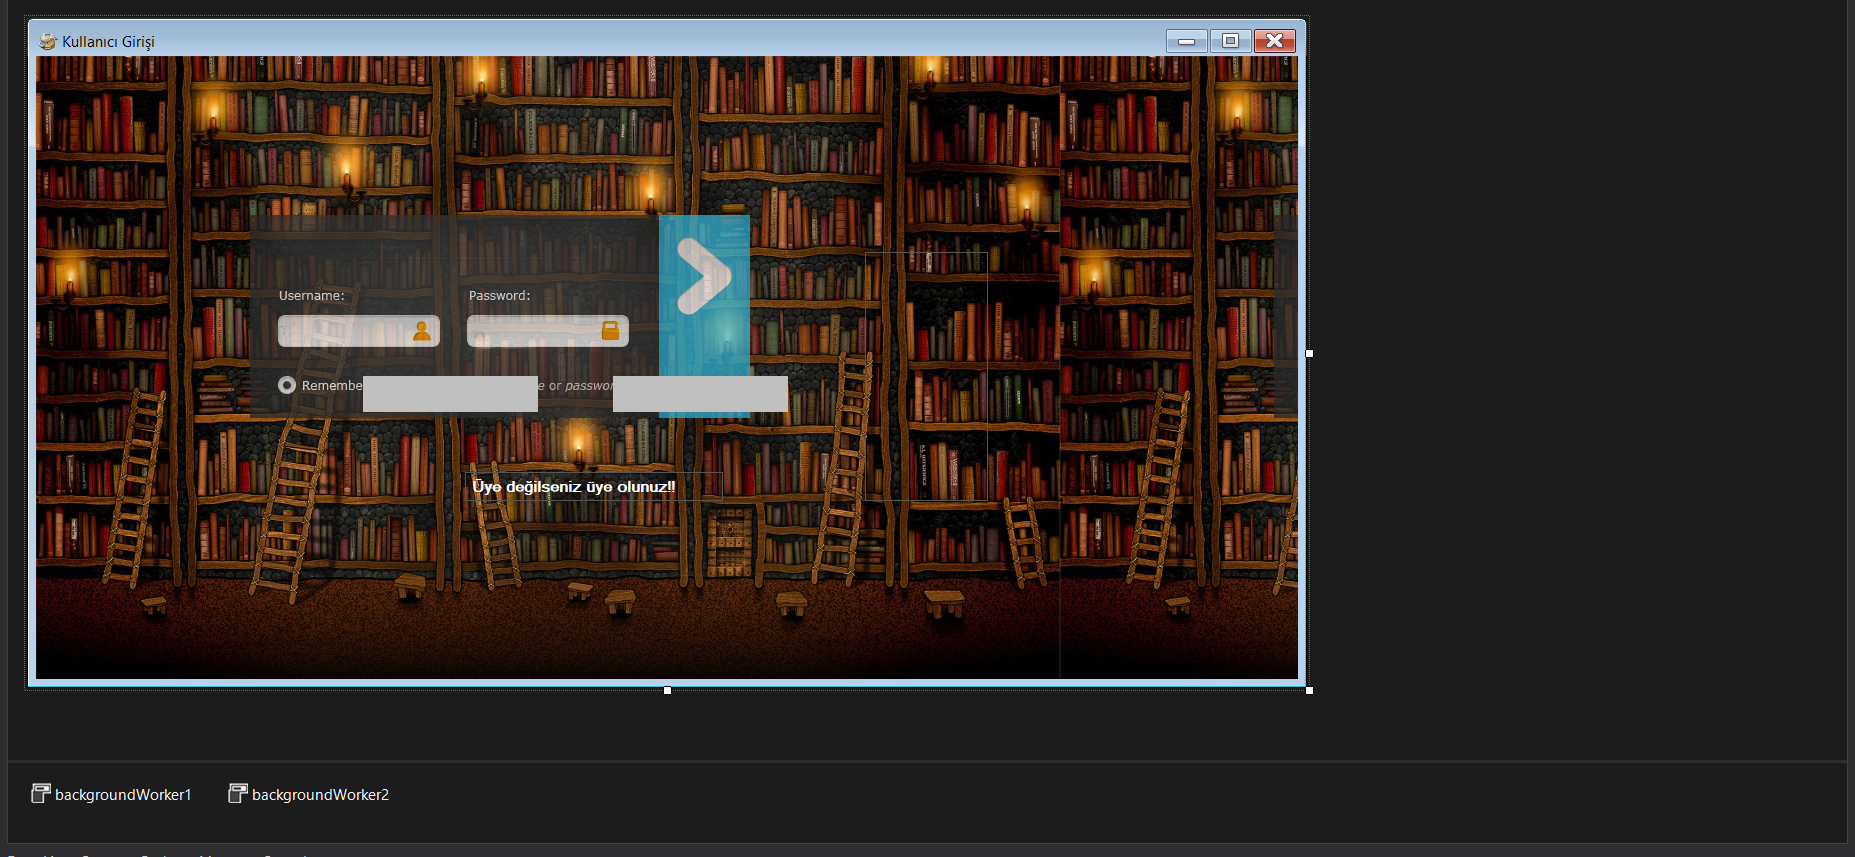 Kullanıcı Girişi
Username: Password:
Remembe e or passwor
Üye değilseniz üye olunuz!!
backgroundWorker1 backgroundWorker2